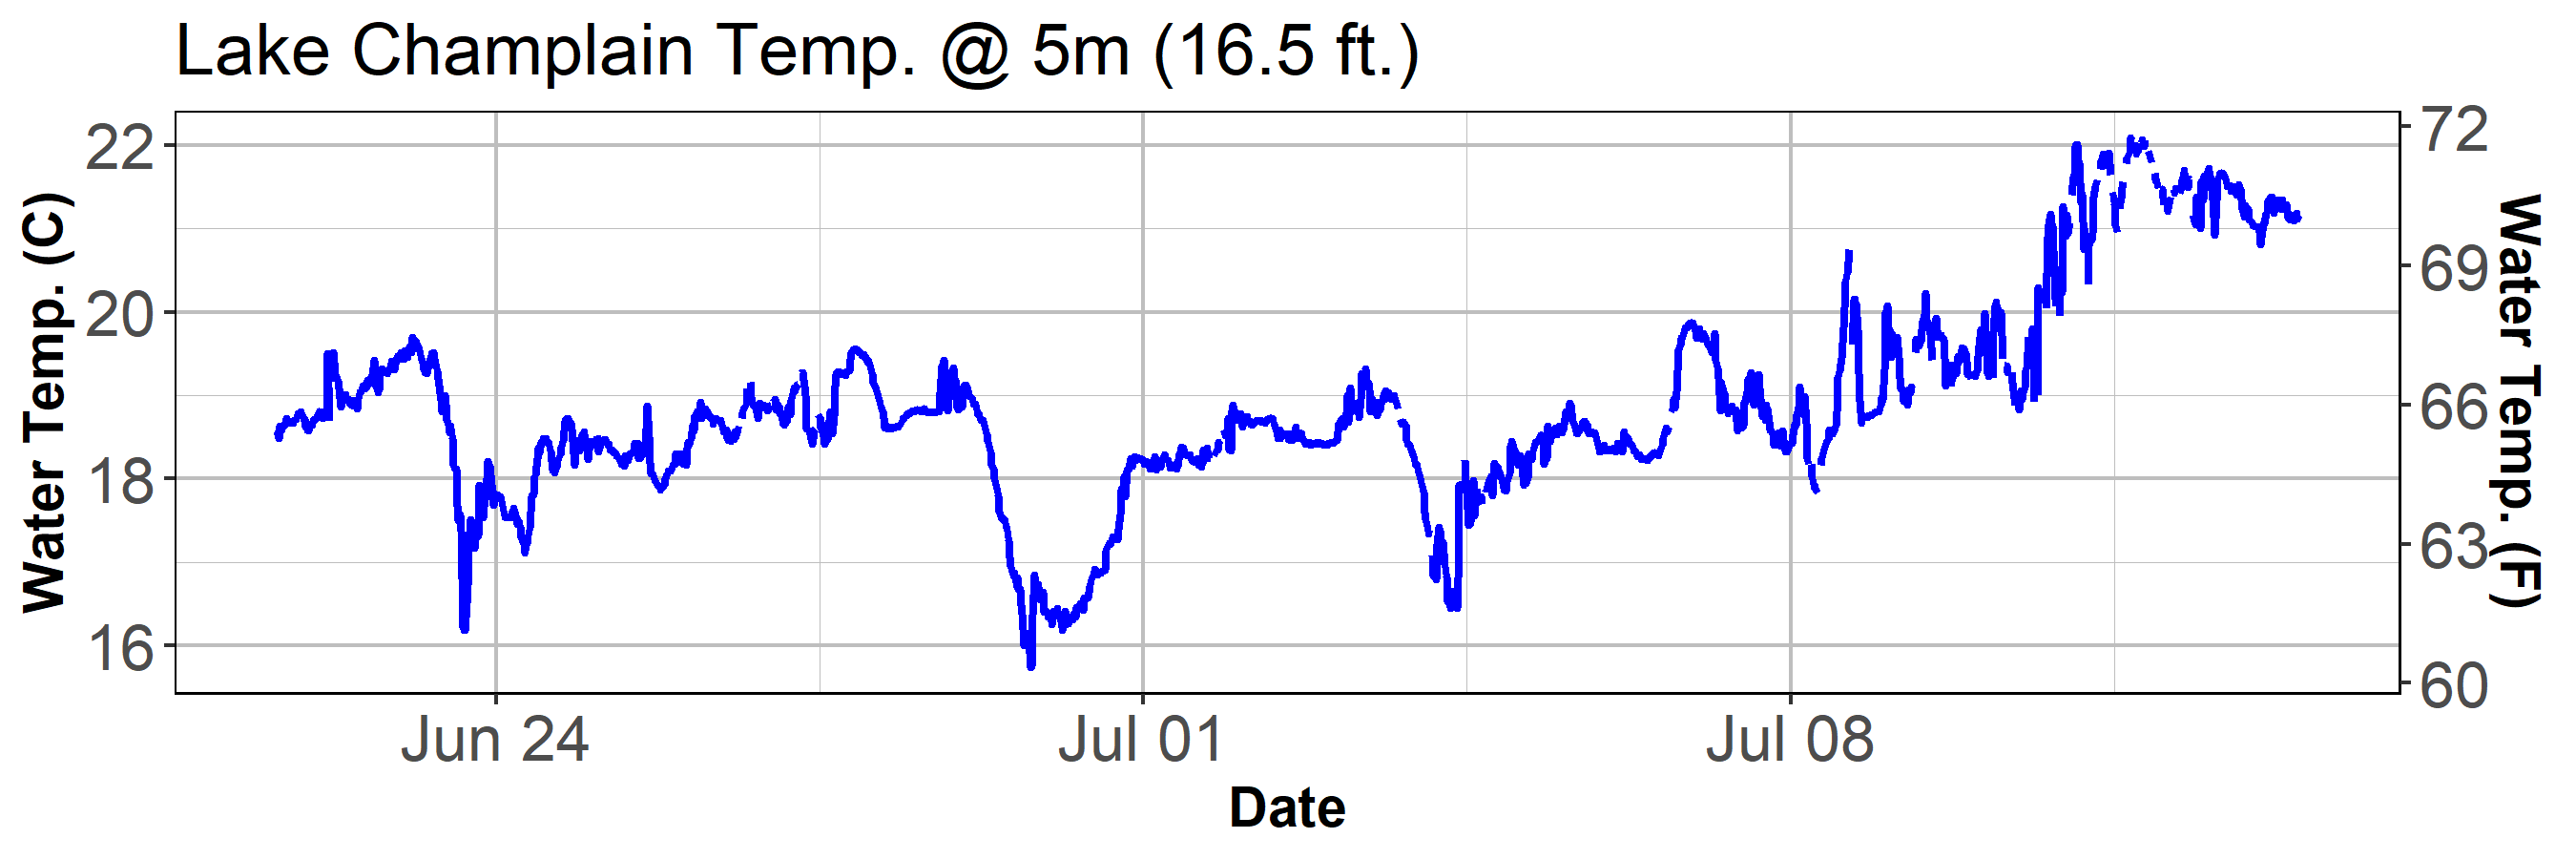 Lake Champlain Temp. @ 5m (16.5 ft.)
Water Temp. (C)
22
20
18
16
72
69
66
63
60
Water Temp. (F)
Jun 24
Jul 01
Jul 08
Date